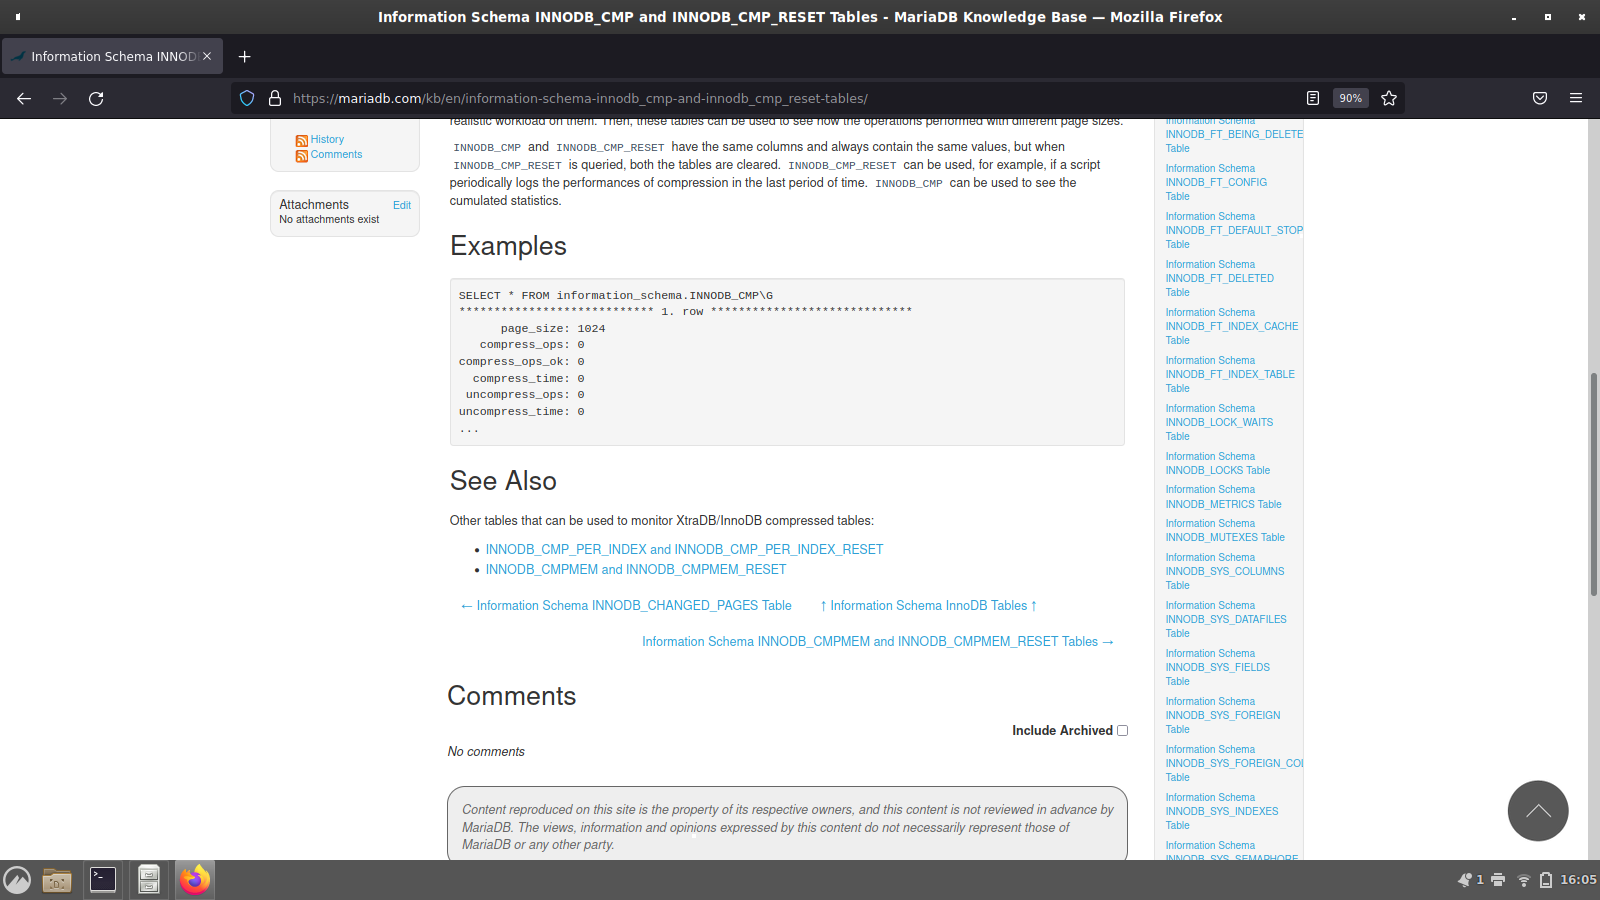 Information Schema INNODB_CMP and INNODB_CMP_RESET Tables - MariaDB Knowledge Base — Mozilla Firefox
Information Schema INNOD
https://mariadb.com/kb/en/information-schema-innodb_cmp-and-innodb_cmp_reset-tables/
90%
History
Comments
Attachments
Edit
No attachments exist
realistic workload on them. Then, these tables can be used to see how the operations performed with different page sizes.
INNODB_CMP and INNODB_CMP_RESET have the same columns and always contain the same values, but when
INNODB_CMP_RESET is queried, both the tables are cleared. INNODB_CMP_RESET can be used, for example, if a script
periodically logs the performances of compression in the last period of time. INNODB_CMP can be used to see the
cumulated statistics.
Examples
SELECT * FROM information_schema.INNODB_CMP\G
*************************** 1. row ***************************
page_size: 1024
compress_ops: 0
compress_ops_ok: 0
compress_time: 0
uncompress_ops: 0
uncompress_time: 0
...
See Also
Other tables that can be used to monitor XtraDB/InnoDB compressed tables:
• INNODB_CMP_PER_INDEX and INNODB_CMP_PER_INDEX_RESET
• INNODB_CMPMEM and INNODB_CMPMEM_RESET
← Information Schema INNODB_CHANGED_PAGES Table
↑ Information Schema InnoDB Tables ↑
Information Schema INNODB_CMPMEM and INNODB_CMPMEM_RESET Tables →
Comments
Include Archived
No comments
Content reproduced on this site is the property of its respective owners, and this content is not reviewed in advance by
MariaDB. The views, information and opinions expressed by this content do not necessarily represent those of
MariaDB or any other party.
Information Schema
INNODB_FT_BEING_DELETE
Information Schema
INNODB_FT_CONFIG
Table
Information Schema
INNODB_FT_DEFAULT_STOP
Table
Information Schema
INNODB_FT_DELETED
Table
Information Schema
INNODB_FT_INDEX_CACHE
Table
Information Schema
INNODB_FT_INDEX_TABLE
Table
Information Schema
INNODB_LOCK_WAITS
Table
Information Schema
INNODB_LOCKS Table
Information Schema
INNODB_METRICS Table
Information Schema
INNODB_MUTEXES Table
Information Schema
INNODB_SYS_COLUMNS
Table
Information Schema
INNODB_SYS_DATAFILES
Table
Information Schema
INNODB_SYS_FIELDS
Table
Information Schema
INNODB_SYS_FOREIGN
Table
Information Schema
INNODB_SYS_FOREIGN_COL
Table
Information Schema
INNODB_SYS_INDEXES
Table
Information Schema
INNODB_SYS_SEMAPHORE
1
16:05